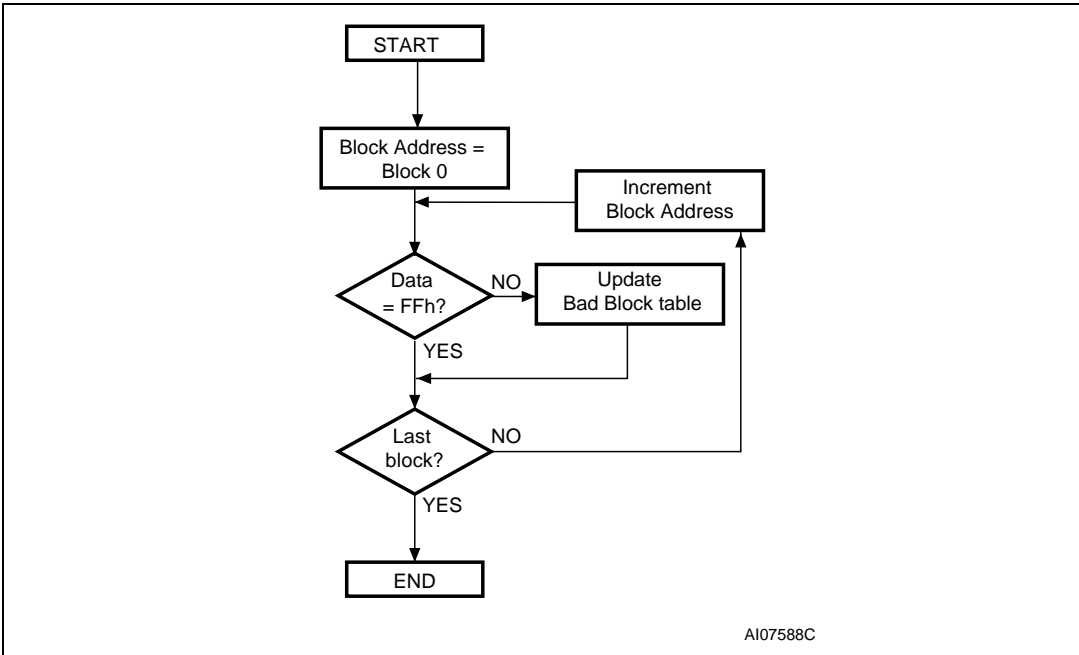 START
Block Address =
Block 0
Increment
Block Address
Data
= FFh?
NO
Update
Bad Block table
YES
Last
block?
NO
YES
END
AI07588C